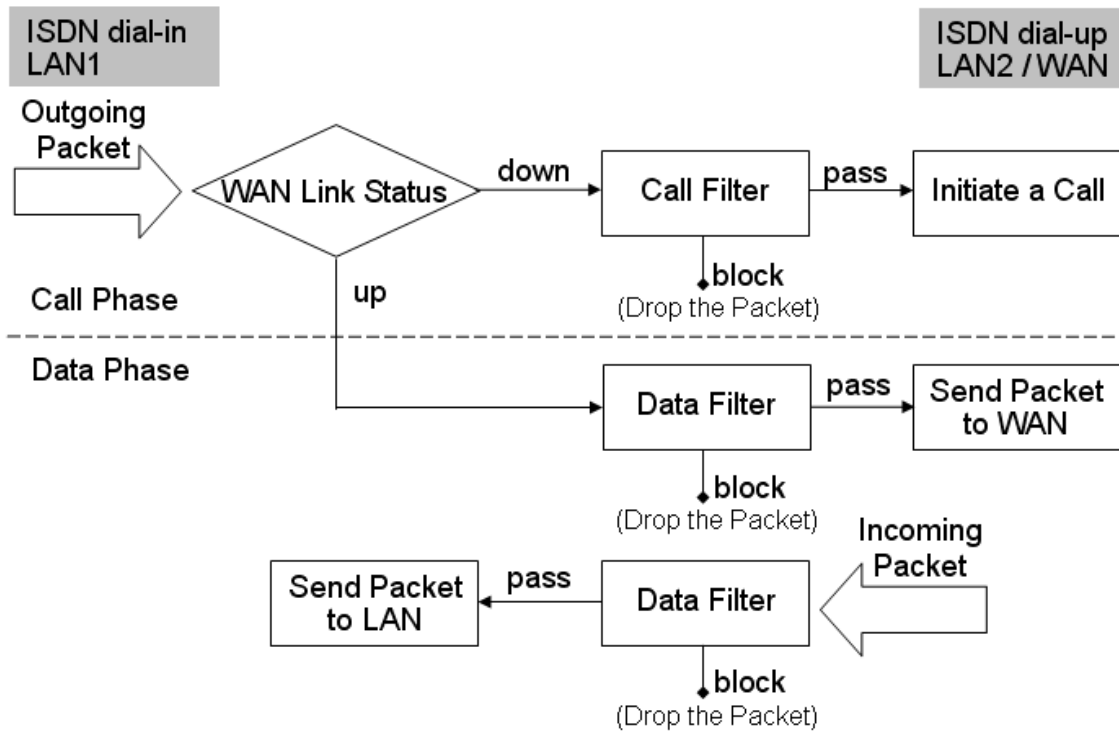 ISDN dial-in
LAN1
ISDN dial-up
LAN2 / WAN
Outgoing
Packet
WAN Link Status
down
Call Filter
pass
Initiate a Call
block
(Drop the Packet)
up
Call Phase
Data Phase
Data Filter
pass
Send Packet
to WAN
block
(Drop the Packet)
Incoming
Packet
Data Filter
pass
Send Packet
to LAN
block
(Drop the Packet)